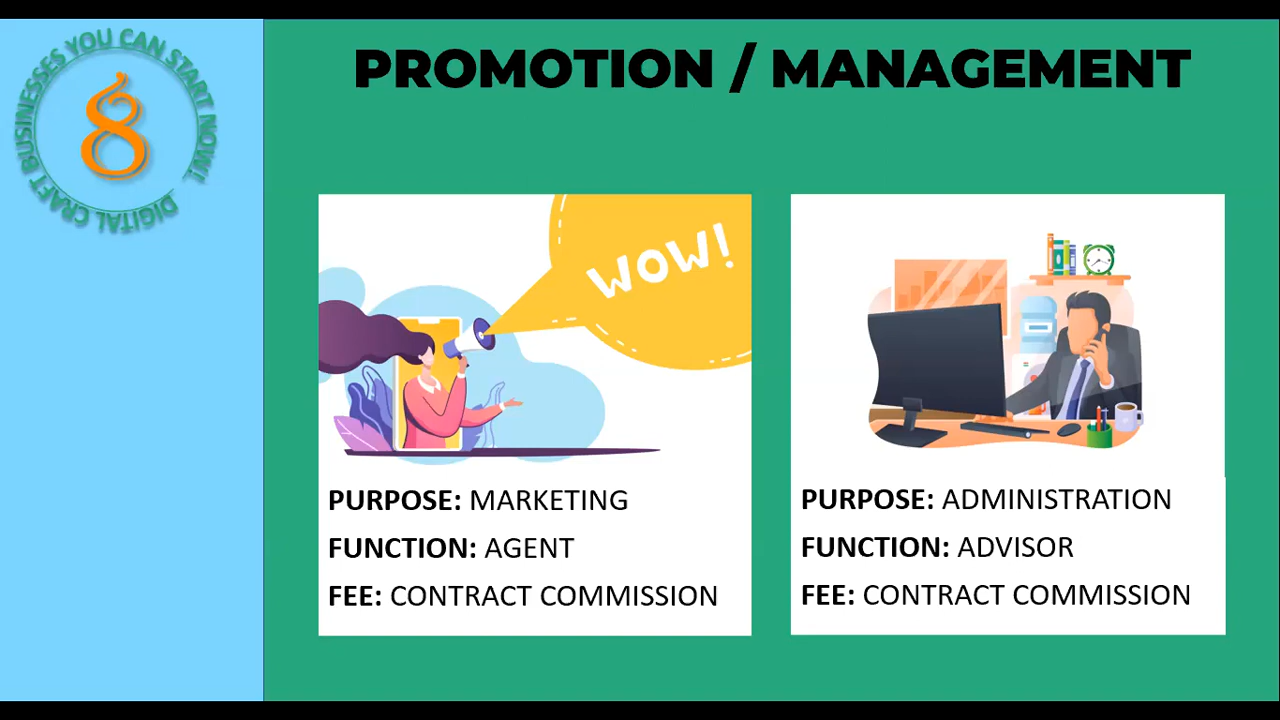 8
DIGITAL CRAFT BUSINESSES YOU CAN START NOW!
PROMOTION / MANAGEMENT
WOW!
PURPOSE: MARKETING
FUNCTION: AGENT
FEE: CONTRACT COMMISSION
PURPOSE: ADMINISTRATION
FUNCTION: ADVISOR
FEE: CONTRACT COMMISSION